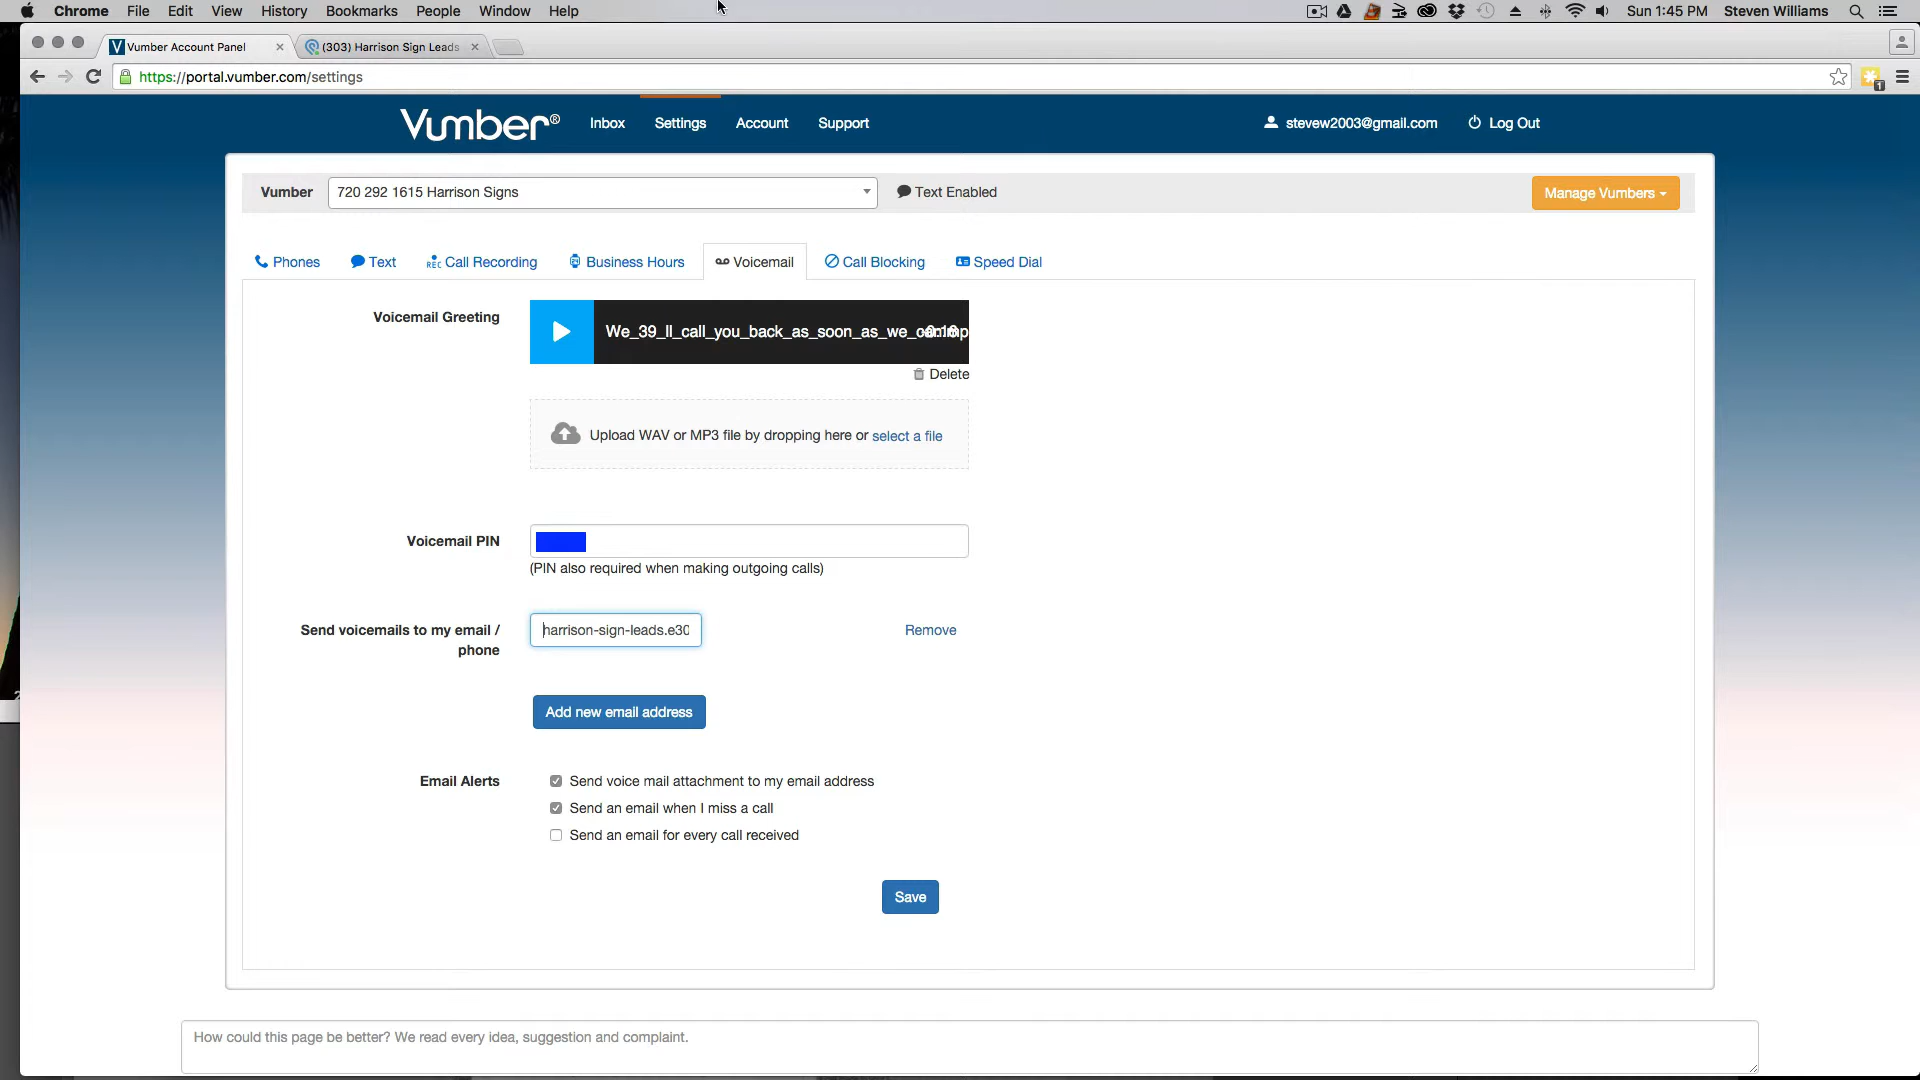 Chrome File Edit View History Bookmarks People Window Help Sun 1:45 PM Steven Williams
V Vumber Account Panel (303) Harrison Sign Leads
https://portal.vumber.com/settings 1
Vumber® Inbox Settings Account Support stevew2003@gmail.com Log Out
Vumber 720 292 1615 Harrison Signs Text Enabled Manage Vumbers
Phones Text REC Call Recording Business Hours Voicemail Call Blocking Speed Dial
Voicemail Greeting We_39_ll_call_you_back_as_soon_as_we_
Delete
Upload WAV or MP3 file by dropping here or select a file
Voicemail PIN
(PIN also required when making outgoing calls)
Send voicemails to my email / harrison-sign-leads.e30 Remove
phone
Add new email address
Email Alerts Send voice mail attachment to my email address
Send an email when I miss a call
Send an email for every call received
Save
How could this page be better? We read every idea, suggestion and complaint.